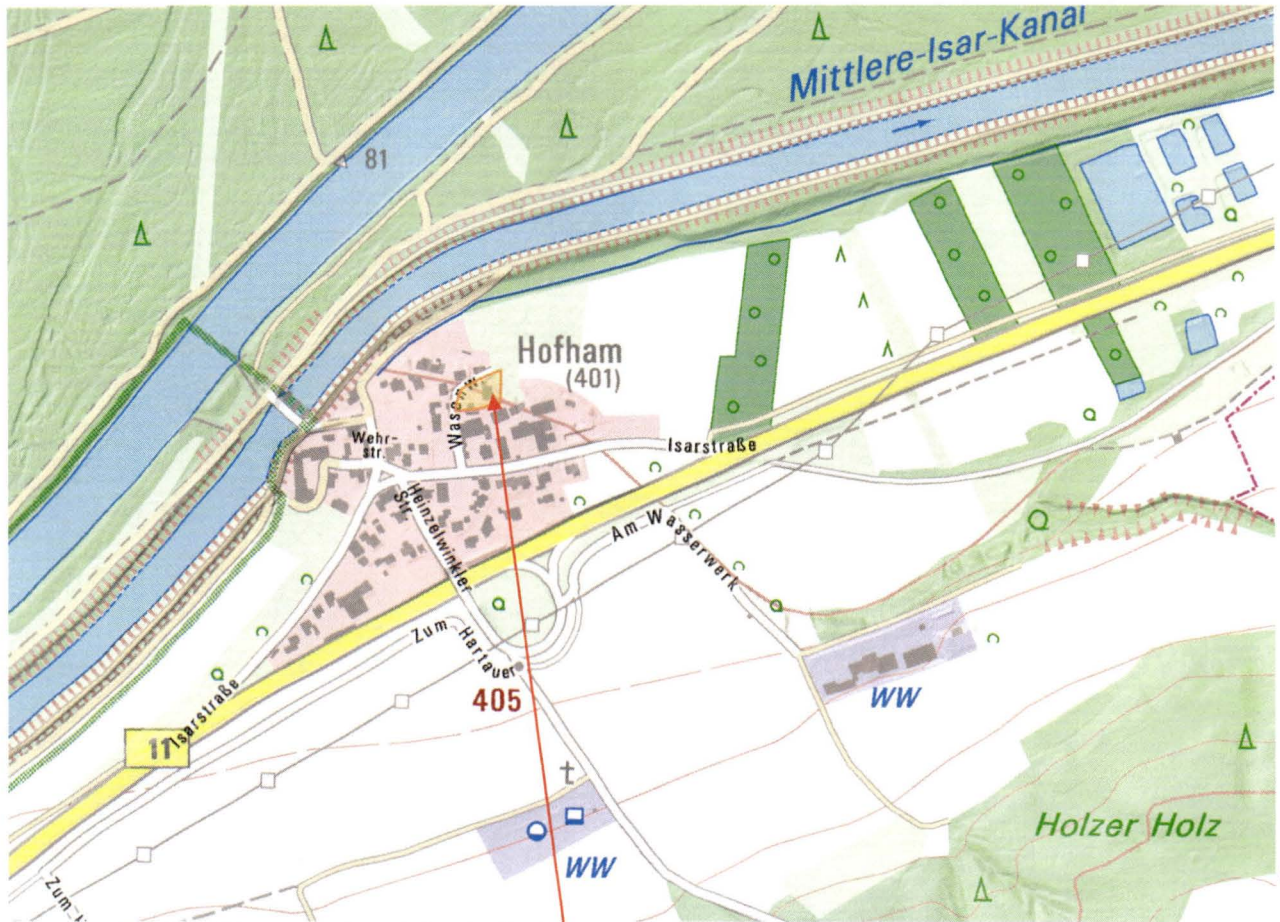 Mittlere-Isar-Kanal
81
Hofham
(401)
Wehr-
str.
Isarstraße
Heinzelwinkler
Str.
Am Wasserwerk
Zum Hartauer
405
WW
Isarstraße
11
t
WW
Holzer Holz